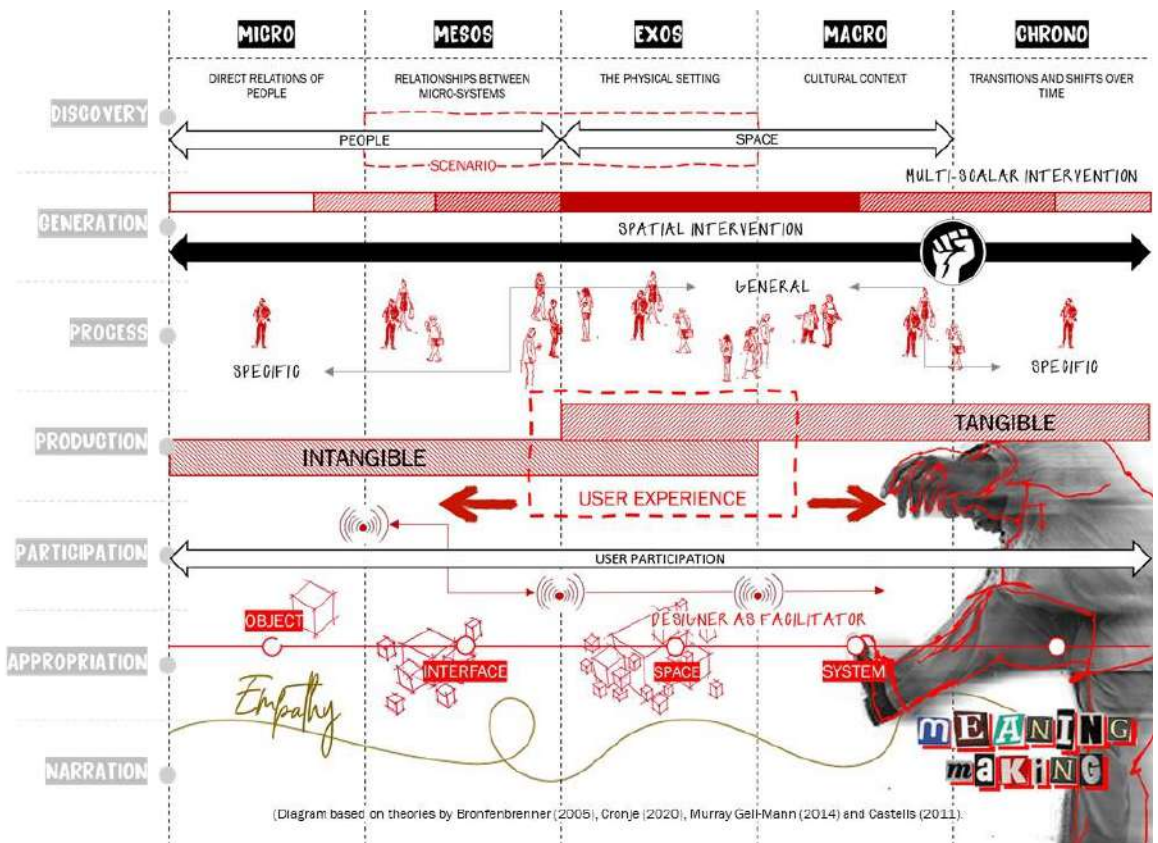 MICRO
MESOS
EXOS
MACRO
CHRONO
DIRECT RELATIONS OF
PEOPLE
RELATIONSHIPS BETWEEN
MICRO-SYSTEMS
THE PHYSICAL SETTING
CULTURAL CONTEXT
TRANSITIONS AND SHIFTS OVER
TIME
DISCOVERY
PEOPLE
SPACE
SCENARIO
MULTI-SCALAR INTERVENTION
GENERATION
SPATIAL INTERVENTION
GENERAL
PROCESS
SPECIFIC
SPECIFIC
TANGIBLE
PRODUCTION
INTANGIBLE
USER EXPERIENCE
PARTICIPATION
USER PARTICIPATION
OBJECT
DESIGNER AS FACILITATOR
APPROPRIATION
INTERFACE
SPACE
SYSTEM
Empathy
mEANING
makiNG
NARRATION
(Diagram based on theories by Bronfenbrenner (2005), Cronje (2020), Murray Gell-Mann (2014) and Castells (2011).